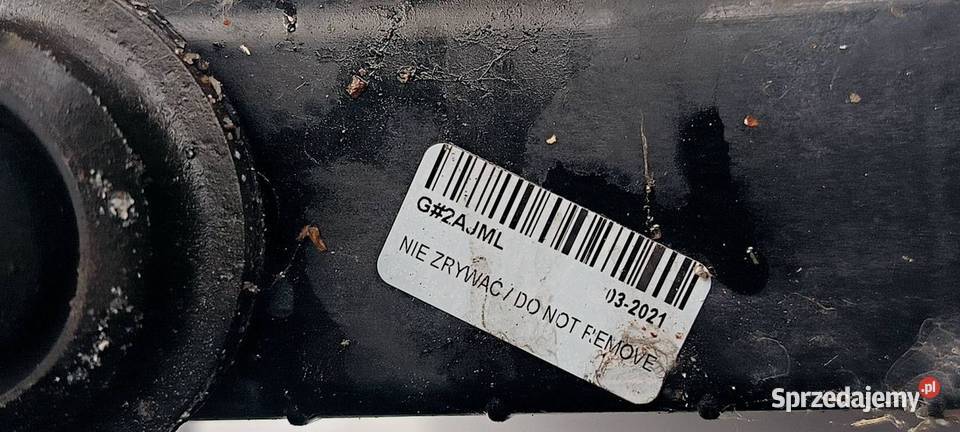 G#2AJML
03-2021
NIE ZRYWAĆ / DO NOT REMOVE
Sprzedajemy.pl